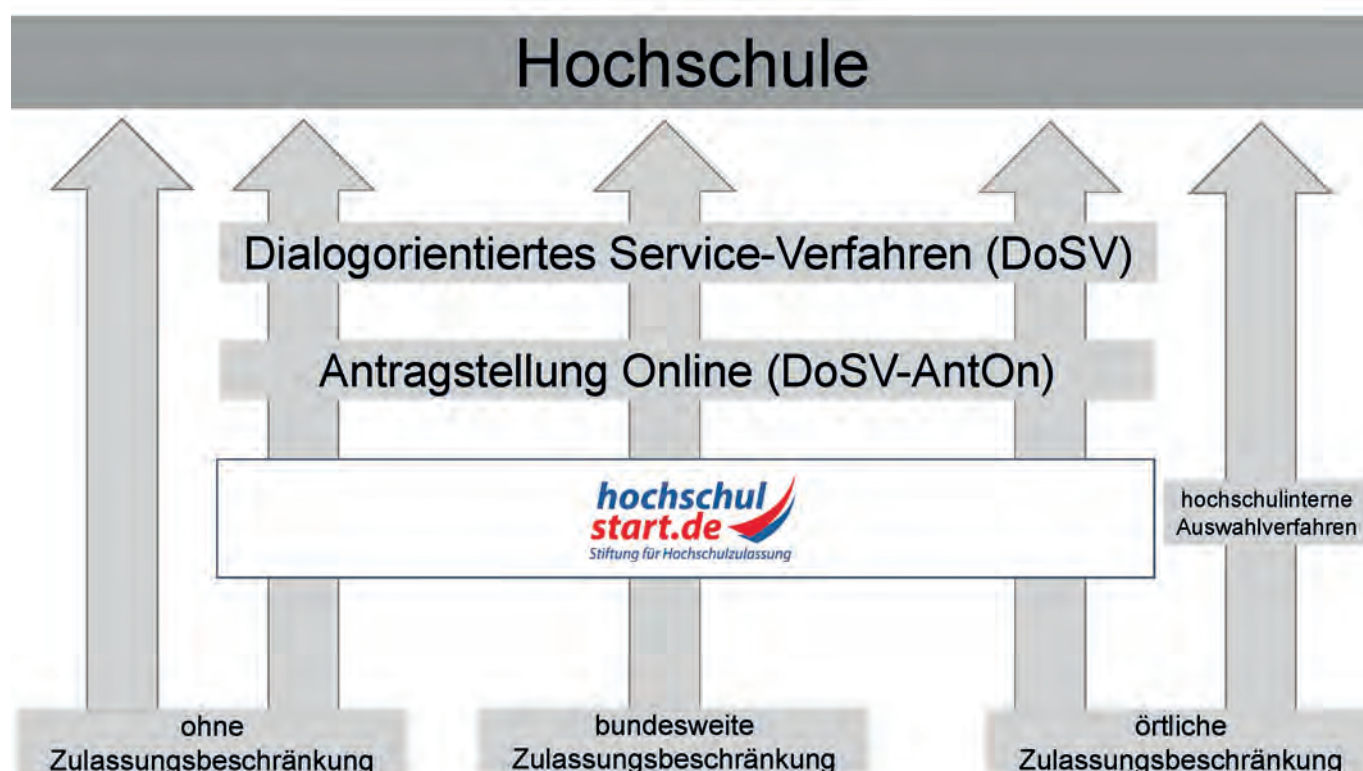 Hochschule
Dialogorientiertes Service-Verfahren (DoSV)
Antragstellung Online (DoSV-AntOn)
hochschul
start.de
Stiftung für Hochschulzulassung
hochschulinterne
Auswahlverfahren
ohne
Zulassungsbeschränkung
bundesweite
Zulassungsbeschränkung
örtliche
Zulassungsbeschränkung